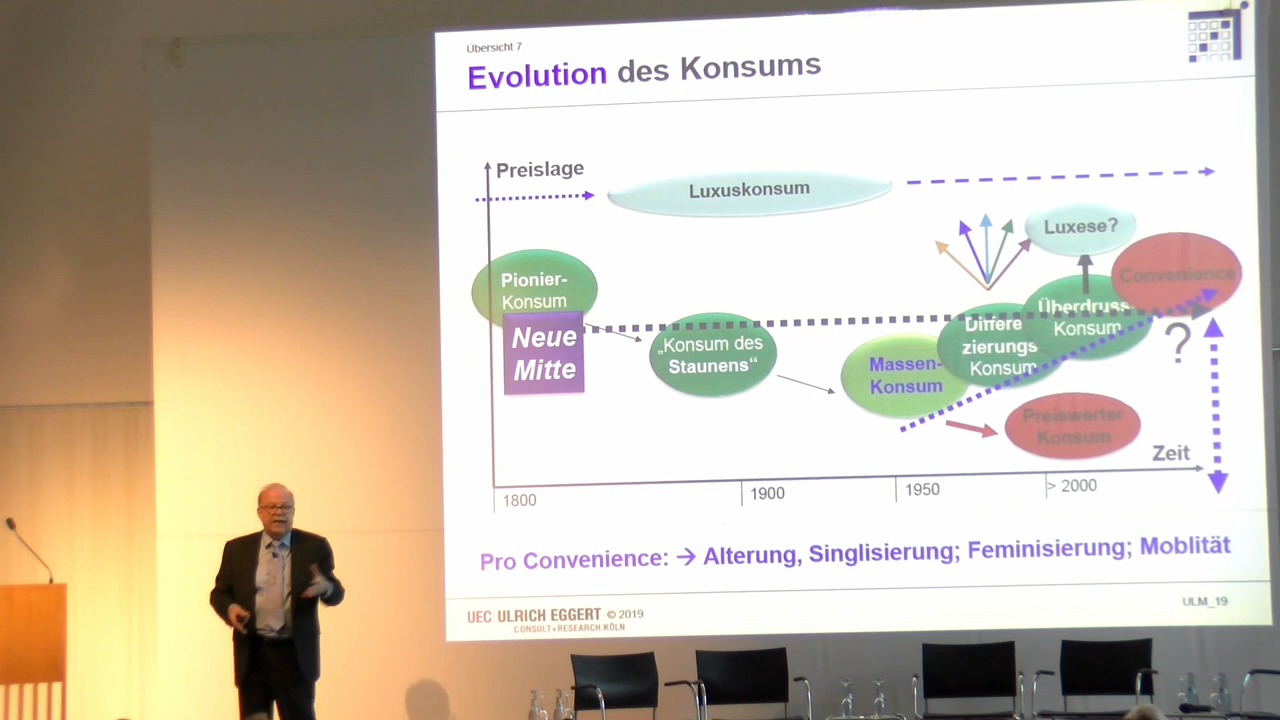 Übersicht 7
Evolution des Konsums
Preislage
Luxuskonsum
Luxese?
Pionier-
Konsum
Convenience
Neue
Mitte
„Konsum des
Staunens“
Massen-
Konsum
Differe
zierungs
Konsum
Überdruss-
Konsum
?
Preiswerter
Konsum
Zeit
1800
1900
1950
> 2000
Pro Convenience: → Alterung, Singlisierung; Feminisierung; Moblität
UEC ULRICH EGGERT © 2019
CONSULT+RESEARCH.KÖLN
ULM_19